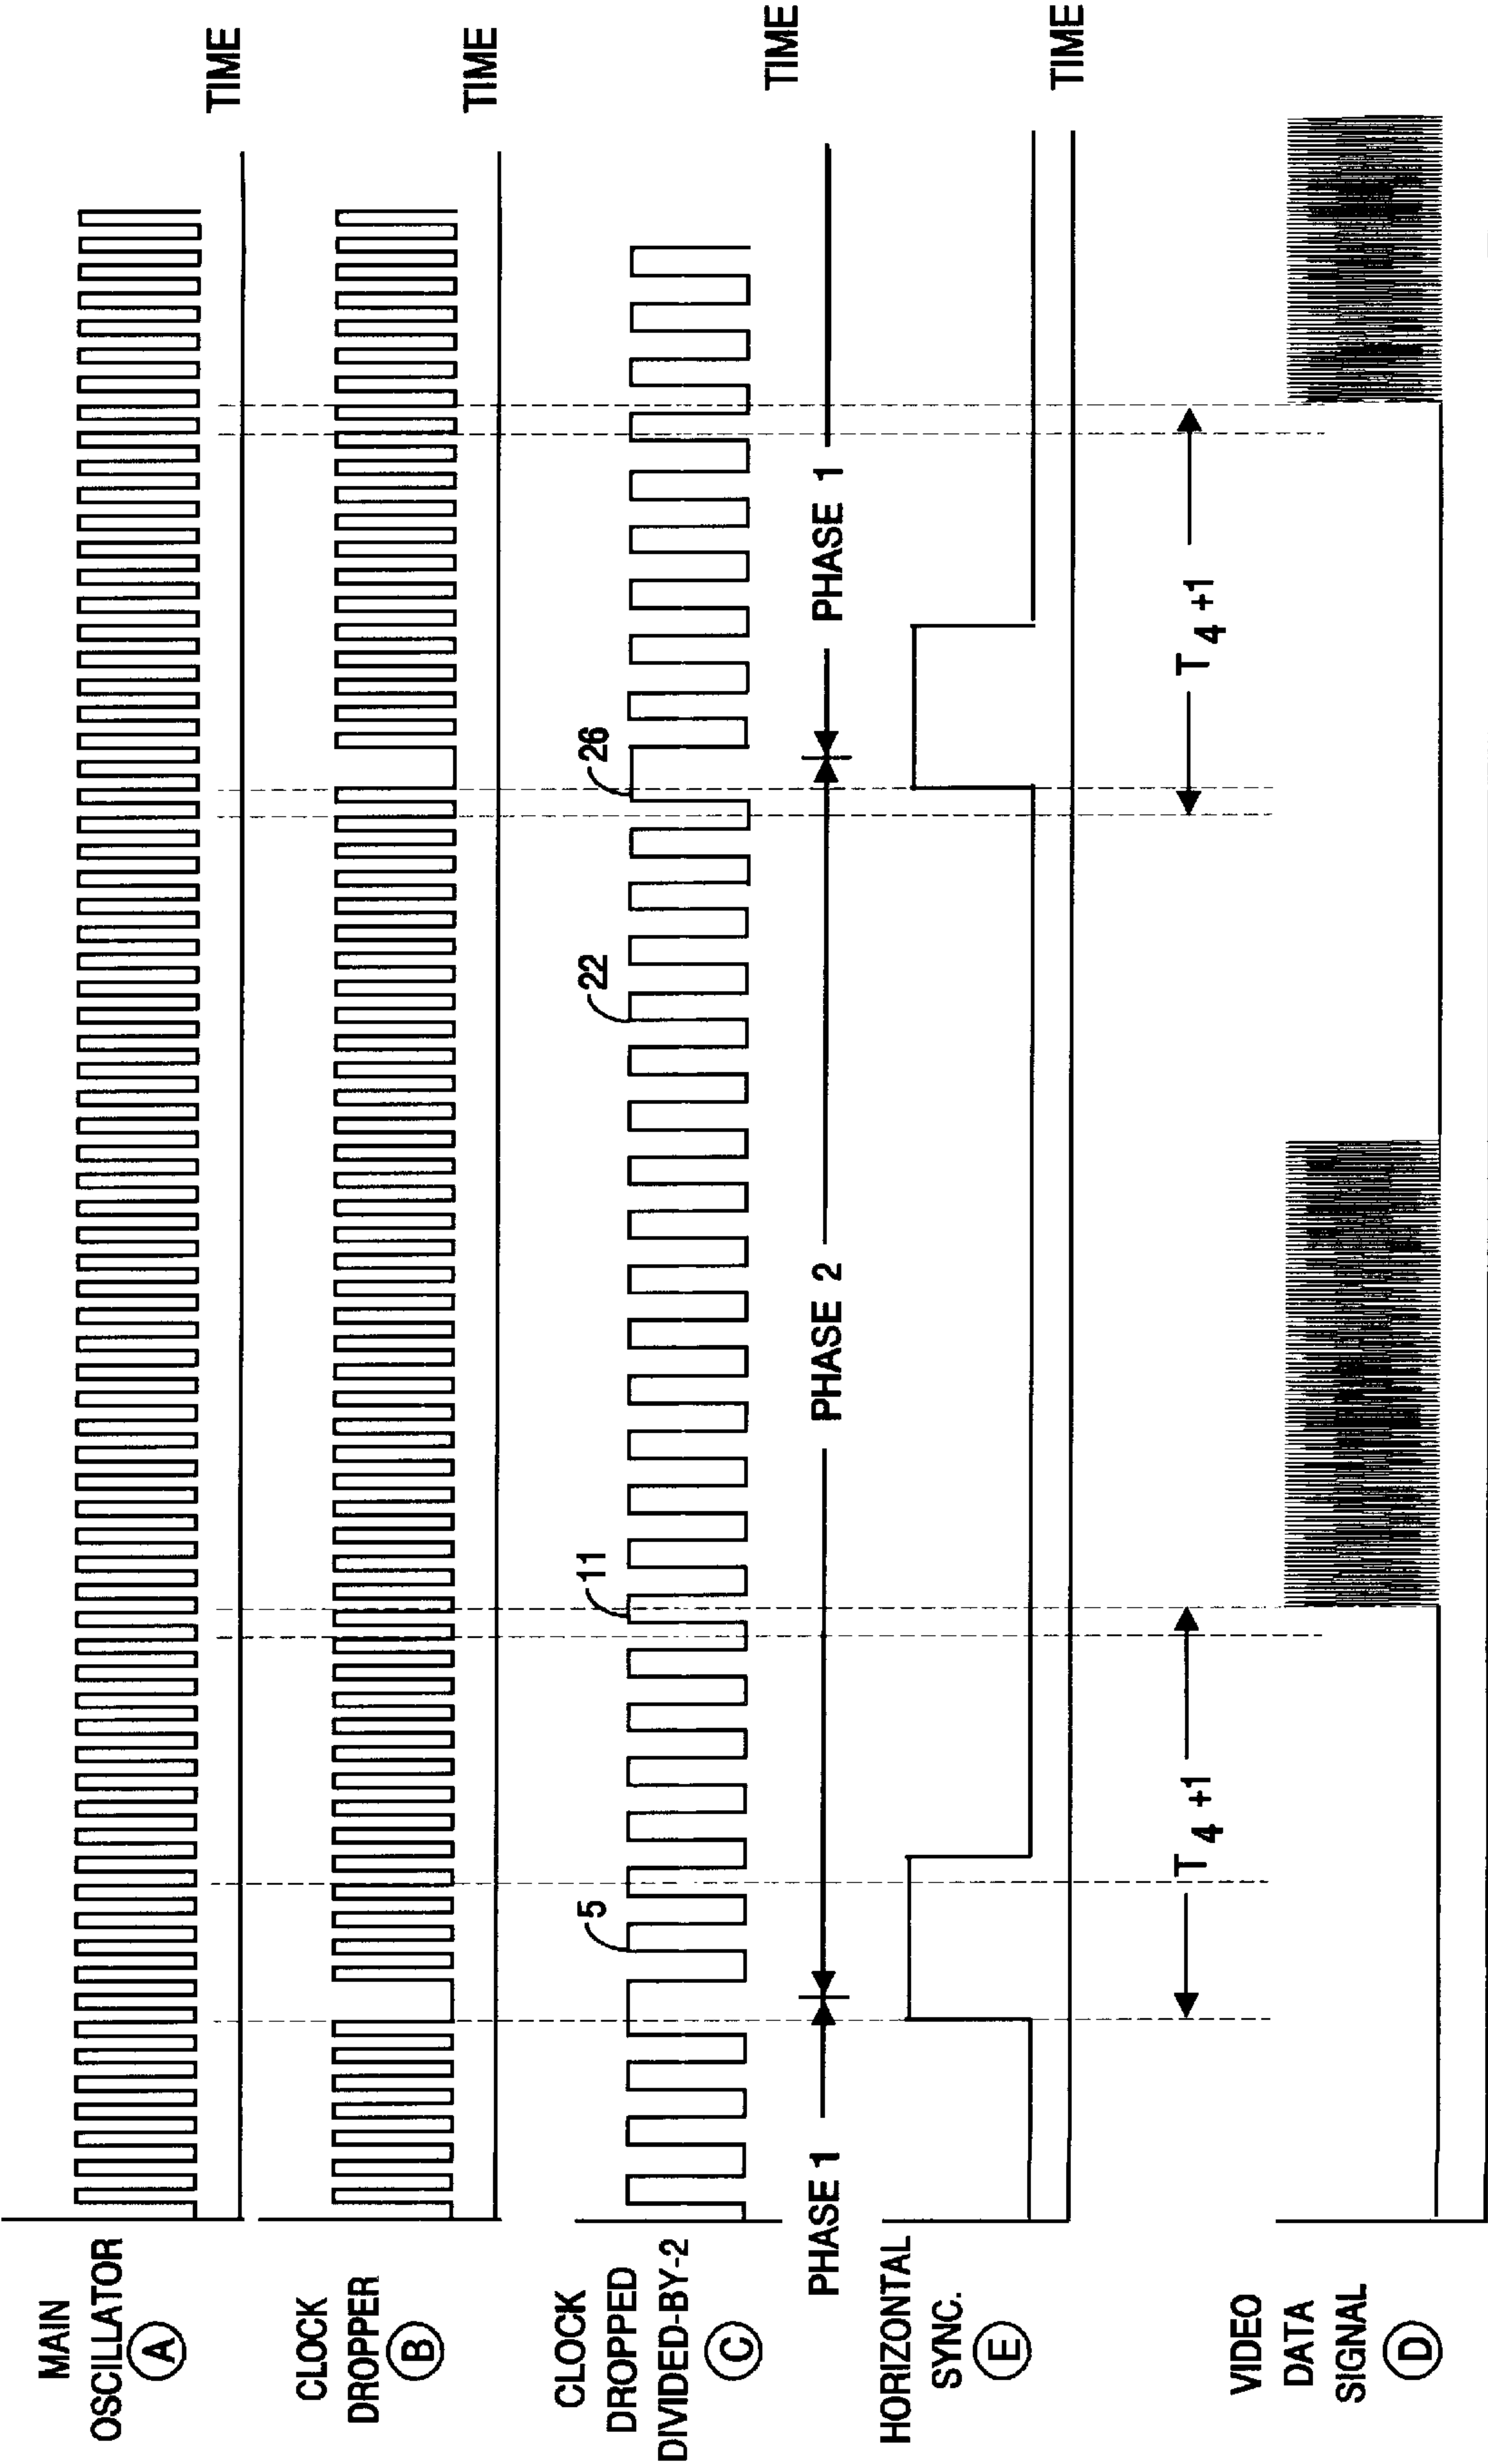 MAIN
OSCILLATOR
A
TIME
CLOCK
DROPPER
B
TIME
CLOCK
DROPPED
DIVIDED-BY-2
C
5
11
22
26
TIME
PHASE 1
PHASE 2
PHASE 1
HORIZONTAL
SYNC.
E
TIME
T4+1
T4+1
VIDEO
DATA
SIGNAL
D